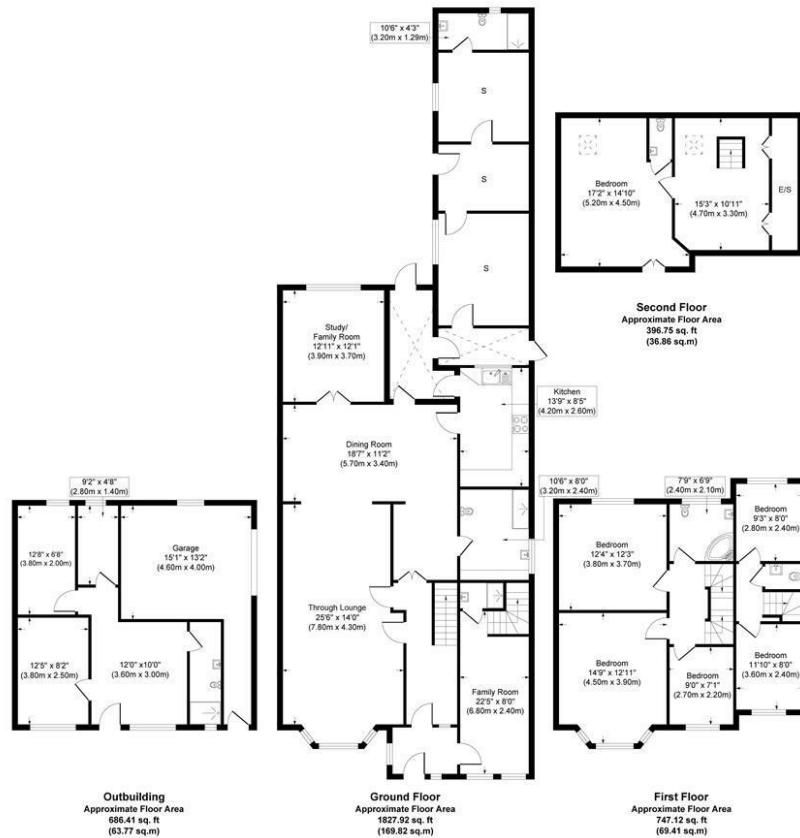 10'6" x 4'3"
(3.20m x 1.29m)
S
S
S
Bedroom
17'2" x 14'10"
(5.20m x 4.50m)
15'3" x 10'11"
(4.70m x 3.30m)
E/S
Second Floor
Approximate Floor Area
396.75 sq. ft
(36.86 sq.m)
Study/
Family Room
12'11" x 12'1"
(3.90m x 3.70m)
Kitchen
13'9" x 8'5"
(4.20m x 2.60m)
Dining Room
18'7" x 11'2"
(5.70m x 3.40m)
10'6" x 8'0"
(3.20m x 2.40m)
7'9" x 6'9"
(2.40m x 2.10m)
9'2" x 4'8"
(2.80m x 1.40m)
12'8" x 6'8"
(3.80m x 2.00m)
Garage
15'1" x 13'2"
(4.60m x 4.00m)
12'5" x 8'2"
(3.80m x 2.50m)
12'0" x10'0"
(3.60m x 3.00m)
Through Lounge
25'6" x 14'0"
(7.80m x 4.30m)
Family Room
22'5" x 8'0"
(6.80m x 2.40m)
Bedroom
12'4" x 12'3"
(3.80m x 3.70m)
Bedroom
9'3" x 8'0"
(2.80m x 2.40m)
Bedroom
14'9" x 12'11"
(4.50m x 3.90m)
Bedroom
9'0" x 7'1"
(2.70m x 2.20m)
Bedroom
11'10" x 8'0"
(3.60m x 2.40m)
Outbuilding
Approximate Floor Area
686.41 sq. ft
(63.77 sq.m)
Ground Floor
Approximate Floor Area
1827.92 sq. ft
(169.82 sq.m)
First Floor
Approximate Floor Area
747.12 sq. ft
(69.41 sq.m)